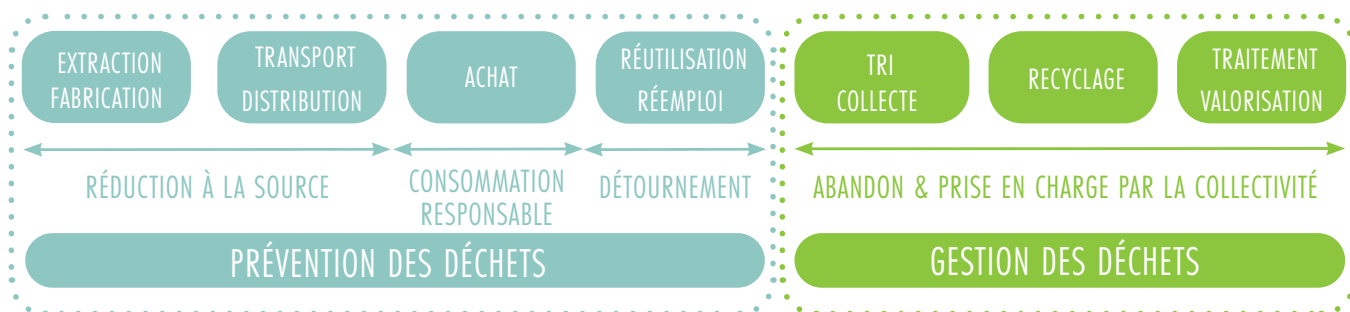 EXTRACTION
FABRICATION
TRANSPORT
DISTRIBUTION
ACHAT
RÉUTILISATION
RÉEMPLOI
TRI
COLLECTE
RECYCLAGE
TRAITEMENT
VALORISATION
RÉDUCTION À LA SOURCE
CONSOMMATION
RESPONSABLE
DÉTOURNEMENT
ABANDON & PRISE EN CHARGE PAR LA COLLECTIVITÉ
PRÉVENTION DES DÉCHETS
GESTION DES DÉCHETS